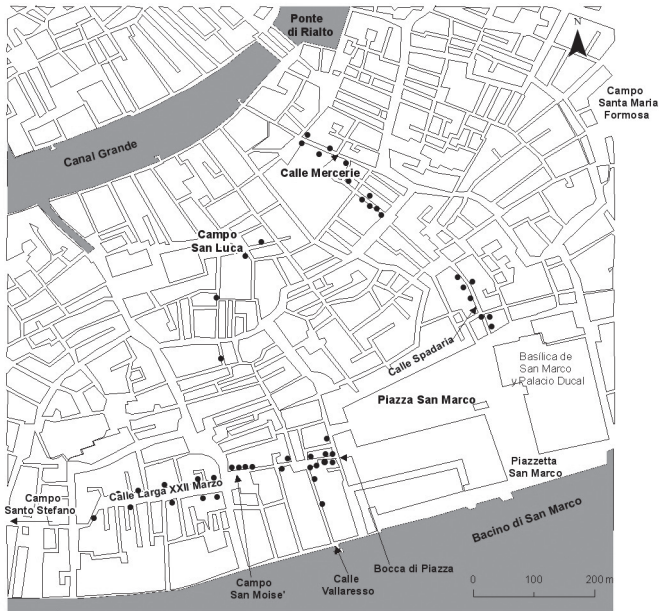 Ponte
di Rialto
N
Campo
Santa Maria
Formosa
Canal Grande
Calle Mercerie
Campo
San Luca
Calle Spadaria
Basílica de
San Marco
y Palacio Ducal
Piazza San Marco
Piazzetta
San Marco
Calle Larga XXII Marzo
Campo
Santo Stefano
Bacino di San Marco
Bocca di Piazza
Campo
San Moise'
Calle
Vallaresso
0 100 200 m